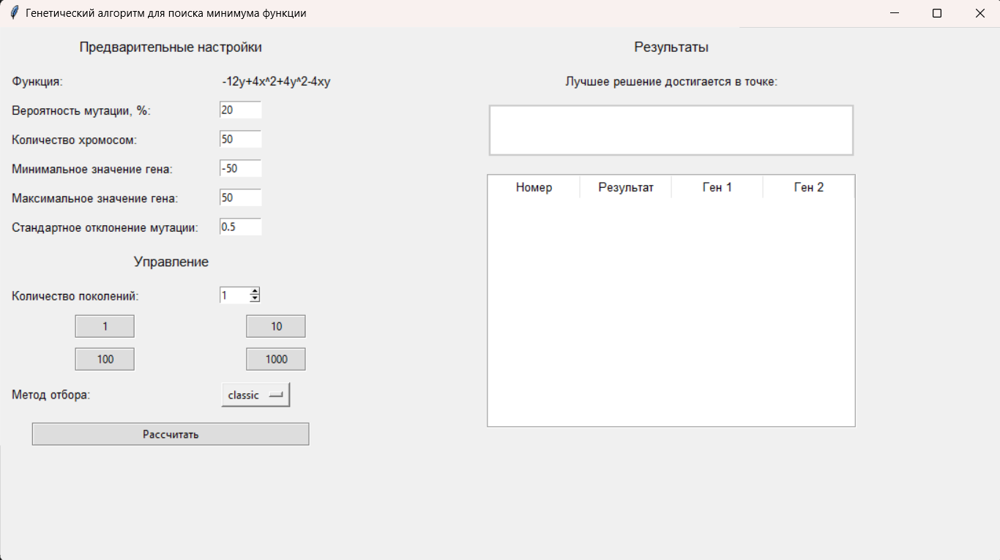 Генетический алгоритм для поиска минимума функции
Предварительные настройки
Функция: -12y+4x^2+4y^2-4xy
Вероятность мутации, %: 20
Количество хромосом: 50
Минимальное значение гена: -50
Максимальное значение гена: 50
Стандартное отклонение мутации: 0.5
Управление
Количество поколений: 1
1 10
100 1000
Метод отбора: classic
Рассчитать
Результаты
Лучшее решение достигается в точке:
Номер Результат Ген 1 Ген 2